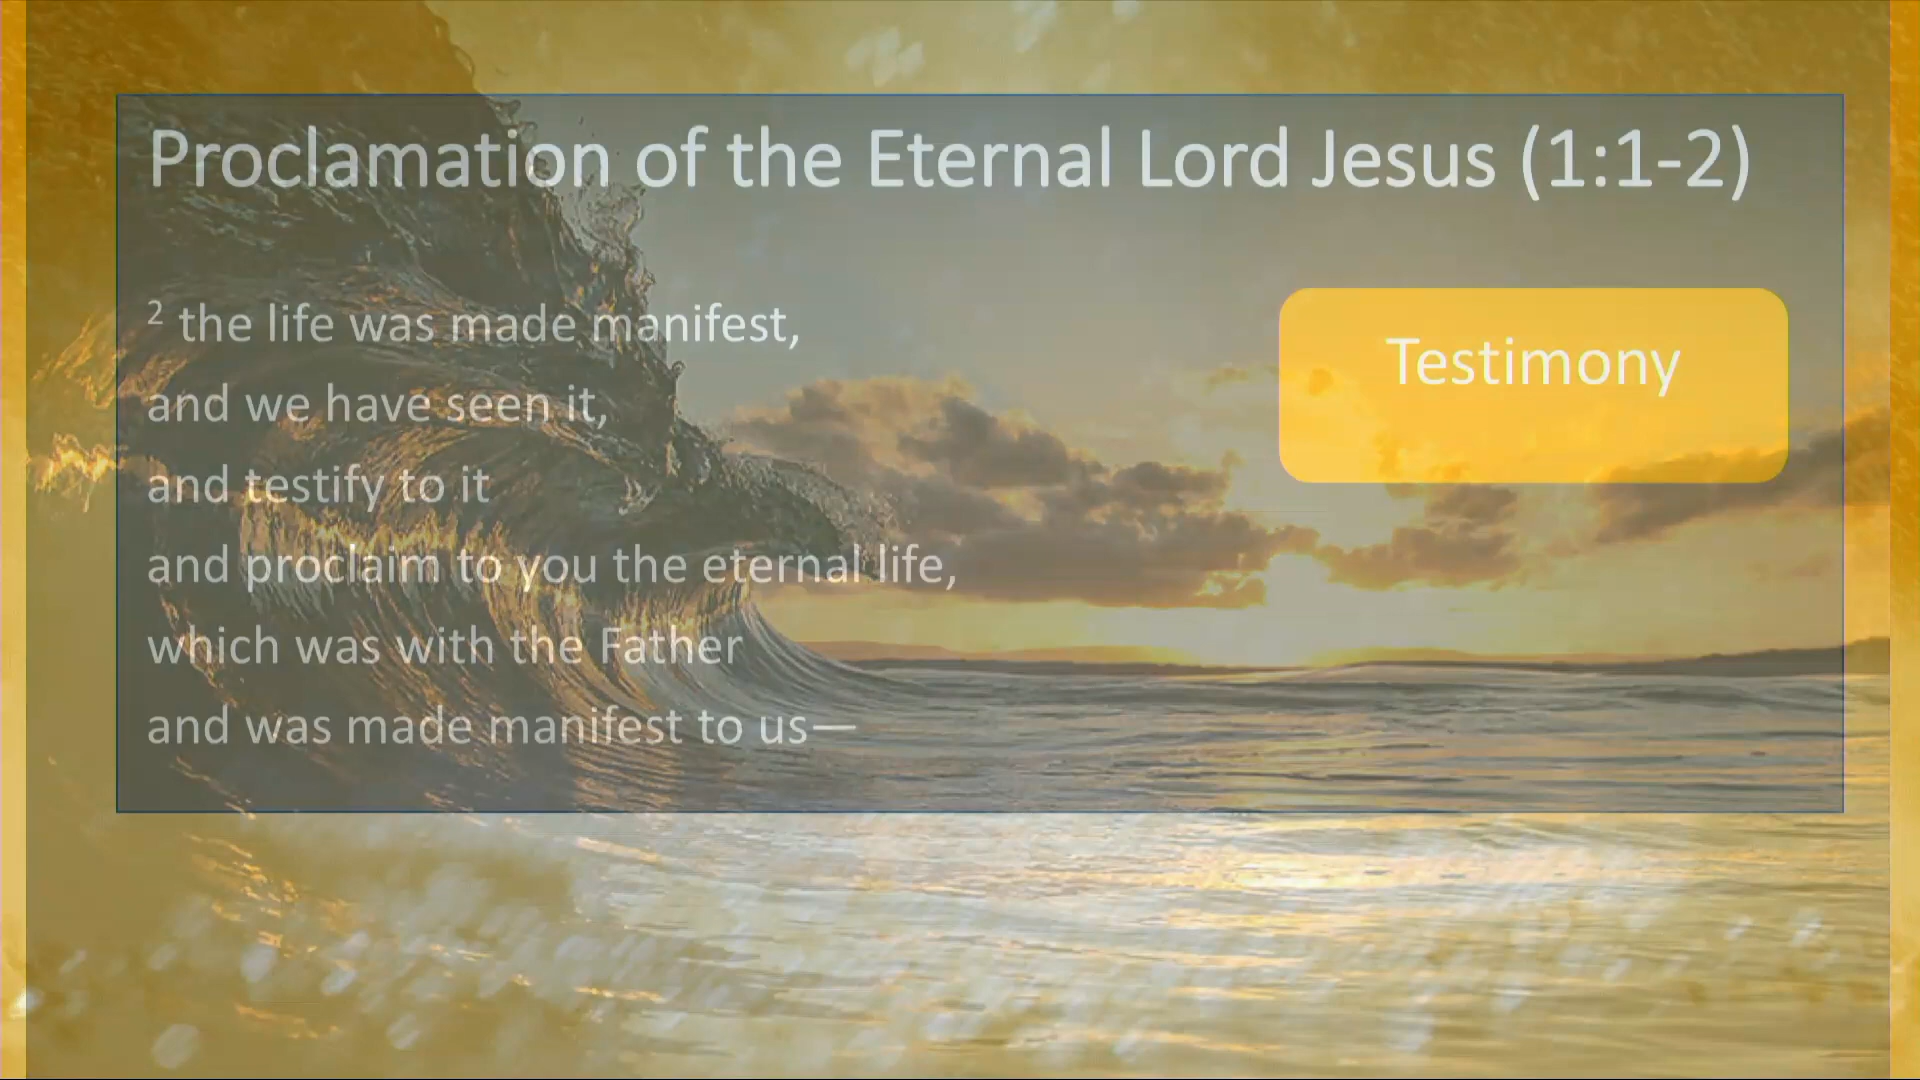 Proclamation of the Eternal Lord Jesus (1:1-2)
2 the life was made manifest,
and we have seen it,
and testify to it
and proclaim to you the eternal life,
which was with the Father
and was made manifest to us—
Testimony